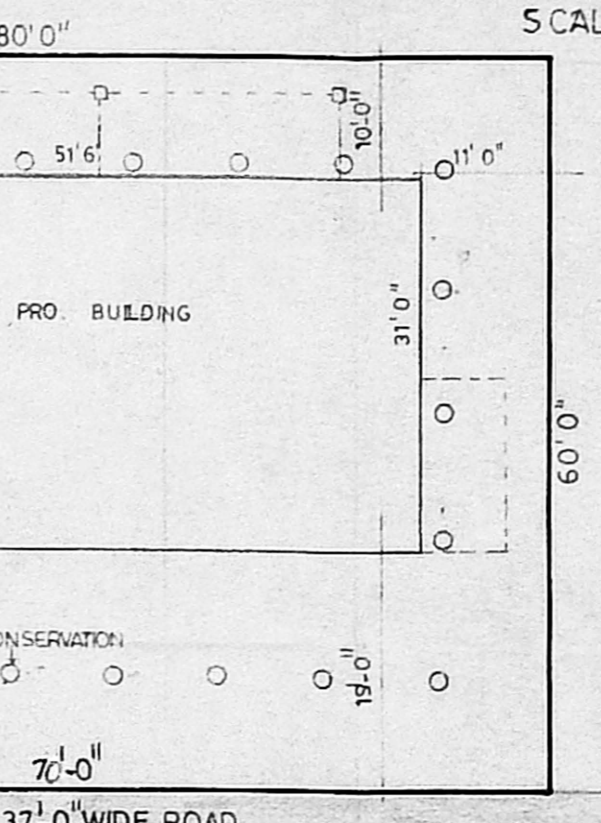 SCAL
80'0"
10'-0"
51'6
11'0"
PRO. BUILDING
31'0"
60'0"
ONSERVATION
19'-0"
70'-0"
37'0" WIDE ROAD